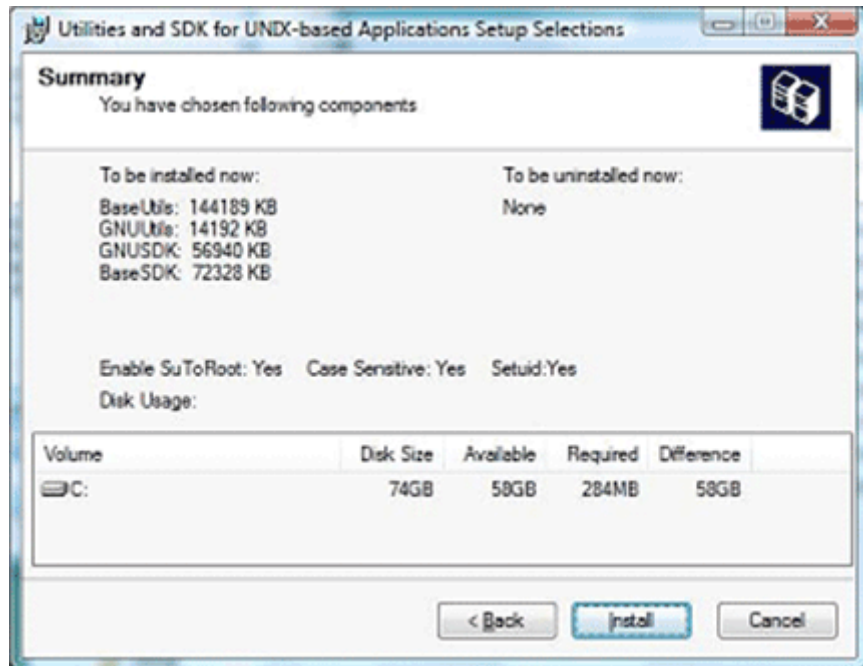 Utilities and SDK for UNIX-based Applications Setup Selections
Summary
You have chosen following components
To be installed now:
BaseUtils: 144189 KB
GNUUtils: 14192 KB
GNUSDK: 56940 KB
BaseSDK: 72328 KB
To be uninstalled now:
None
Enable SuToRoot: Yes Case Sensitive: Yes Setuid:Yes
Disk Usage:
Volume Disk Size Available Required Difference
C: 74GB 58GB 284MB 58GB
< Back Install Cancel